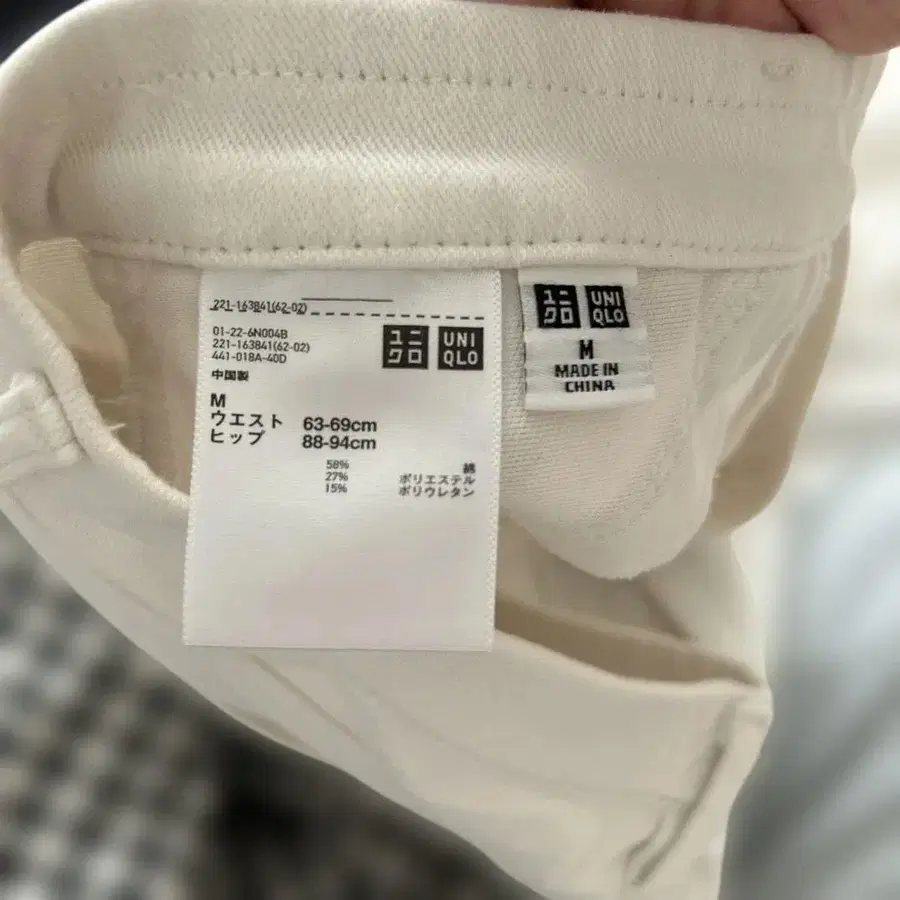 221-163841(62-02)
01-22-6N004B
221-163841(62-02)
441-018A-40D
中国製
ユニ
クロ
UNI
QLO
M
ウエスト 63-69cm
ヒップ 88-94cm
58% 綿
27% ポリエステル
15% ポリウレタン
ユニ
クロ
UNI
QLO
M
MADE IN
CHINA